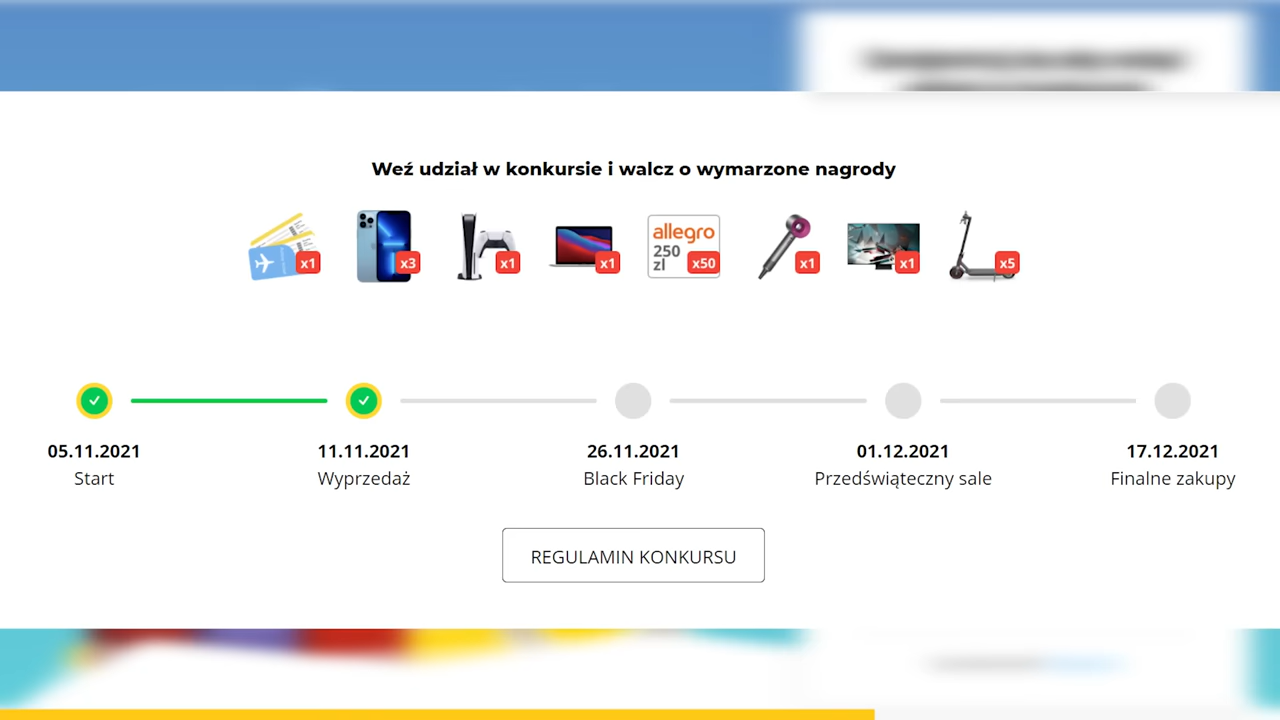 Weź udział w konkursie i walcz o wymarzone nagrody
x1
x3
x1
x1
allegro
250
zl
x50
x1
x1
x5
05.11.2021
11.11.2021
26.11.2021
01.12.2021
17.12.2021
Start
Wyprzedaż
Black Friday
Przedświąteczny sale
Finalne zakupy
REGULAMIN KONKURSU